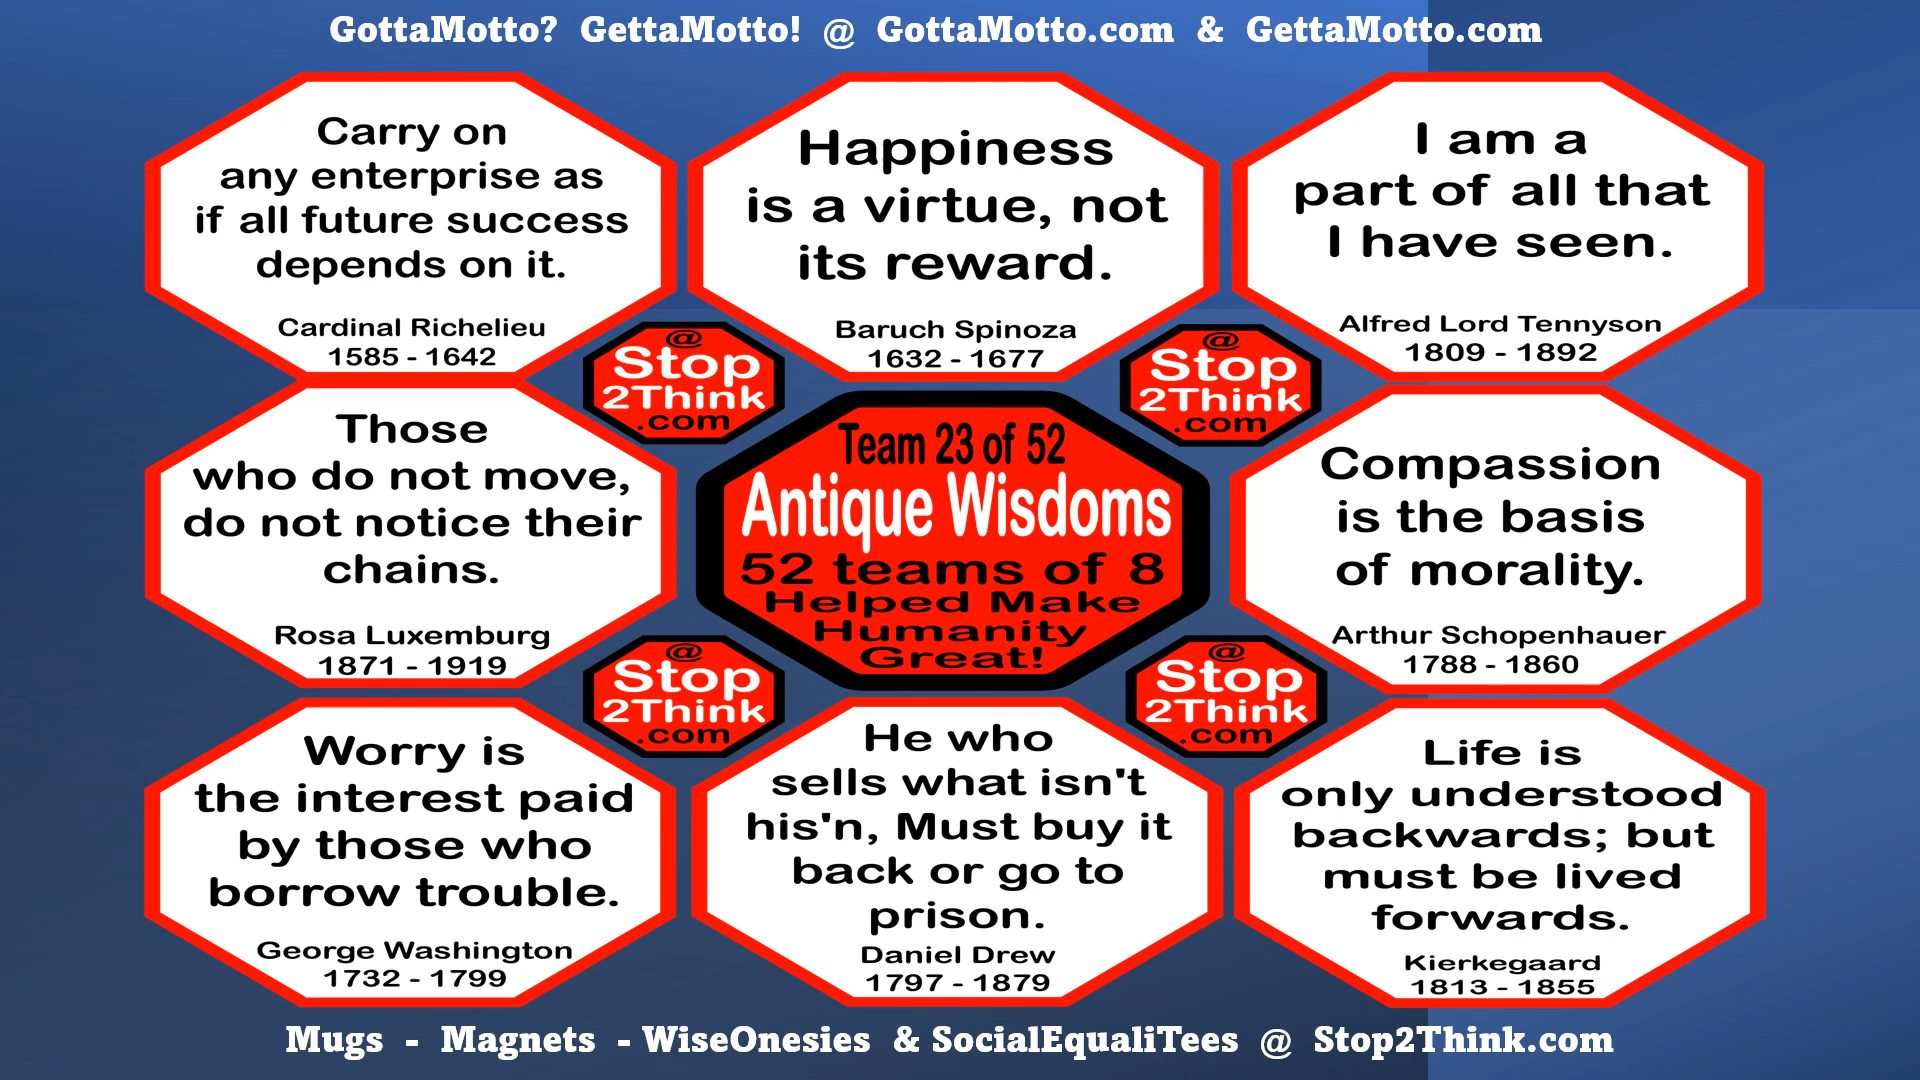 GottaMotto? GettaMotto! @ GottaMotto.com & GettaMotto.com
Carry on
any enterprise as
if all future success
depends on it.
Cardinal Richelieu
1585 - 1642
Happiness
is a virtue, not
its reward.
Baruch Spinoza
1632 - 1677
I am a
part of all that
I have seen.
Alfred Lord Tennyson
1809 - 1892
@
Stop
2Think
.com
@
Stop
2Think
.com
Those
who do not move,
do not notice their
chains.
Rosa Luxemburg
1871 - 1919
Team 23 of 52
Antique Wisdoms
52 teams of 8
Helped Make
Humanity
Great!
Compassion
is the basis
of morality.
Arthur Schopenhauer
1788 - 1860
@
Stop
2Think
.com
@
Stop
2Think
.com
Worry is
the interest paid
by those who
borrow trouble.
George Washington
1732 - 1799
He who
sells what isn't
his'n, Must buy it
back or go to
prison.
Daniel Drew
1797 - 1879
Life is
only understood
backwards; but
must be lived
forwards.
Kierkegaard
1813 - 1855
Mugs - Magnets - WiseOnesies & SocialEqualiTees @ Stop2Think.com